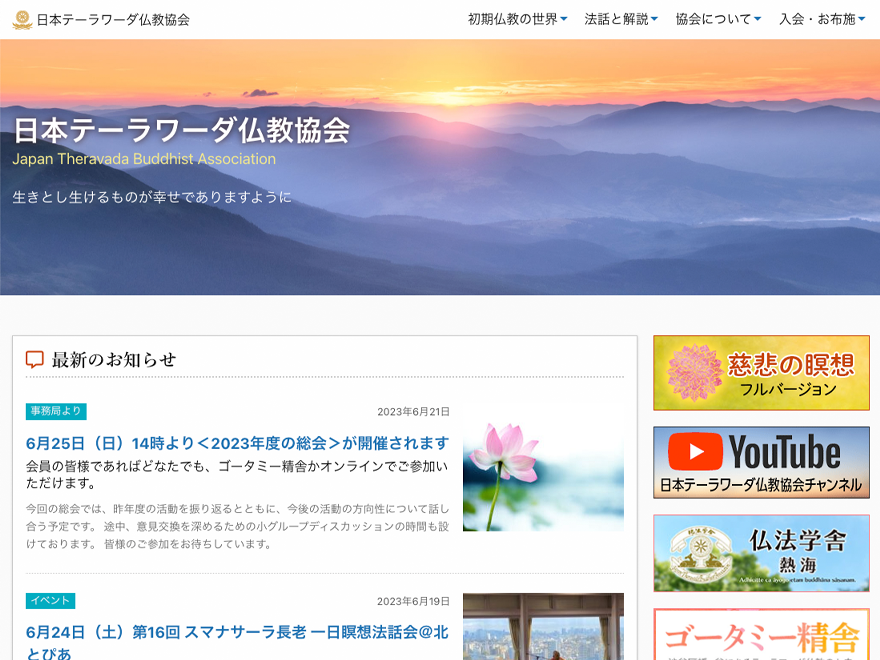 日本テーラワーダ仏教協会
初期仏教の世界 法話と解説 協会について 入会・お布施
日本テーラワーダ仏教協会
Japan Theravada Buddhist Association
生きとし生けるものが幸せでありますように
最新のお知らせ
事務局より 2023年6月21日
6月25日（日）14時より＜2023年度の総会＞が開催されます
会員の皆様であればどなたでも、ゴータミー精舎かオンラインでご参加い
ただけます。
今回の総会では、昨年度の活動を振り返るとともに、今後の活動の方向性について話し
合う予定です。 途中、意見交換を深めるための小グループディスカッションの時間も設
けております。 皆様のご参加をお待ちしています。
イベント 2023年6月19日
6月24日（土）第16回 スマナサーラ長老 一日瞑想法話会＠北
とぴあ
慈悲の瞑想
フルバージョン
YouTube
日本テーラワーダ仏教協会チャンネル
仏法学舎
熱海
ゴータミー精舎